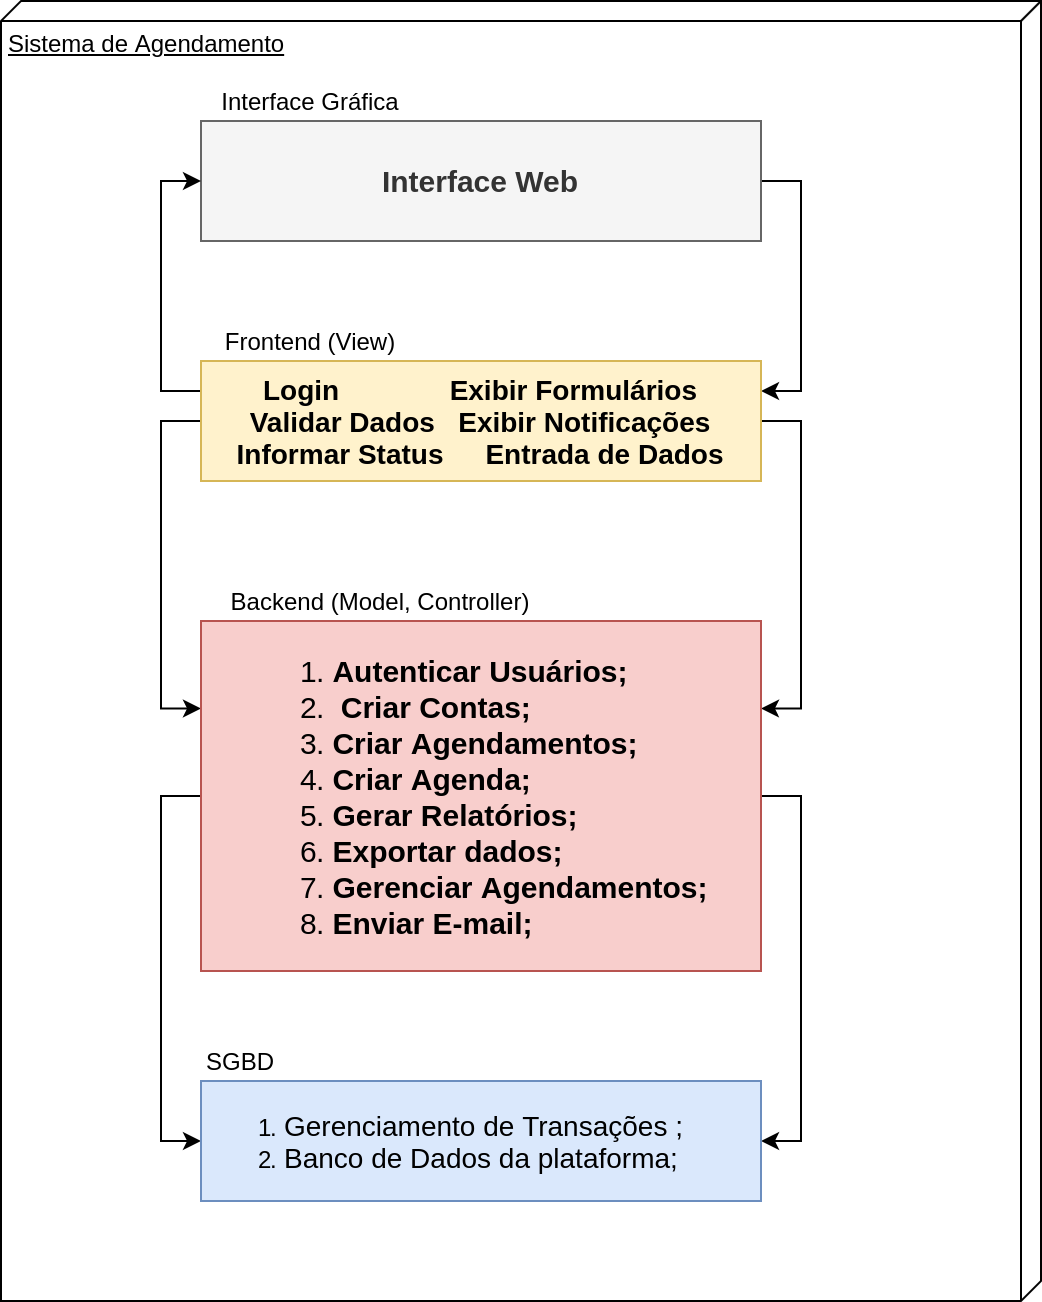 Sistema de Agendamento
Interface Gráfica
Interface Web
Frontend (View)
Login Exibir Formulários
Validar Dados Exibir Notificações
Informar Status Entrada de Dados
Backend (Model, Controller)
1. Autenticar Usuários;
2. Criar Contas;
3. Criar Agendamentos;
4. Criar Agenda;
5. Gerar Relatórios;
6. Exportar dados;
7. Gerenciar Agendamentos;
8. Enviar E-mail;
SGBD
1. Gerenciamento de Transações ;
2. Banco de Dados da plataforma;